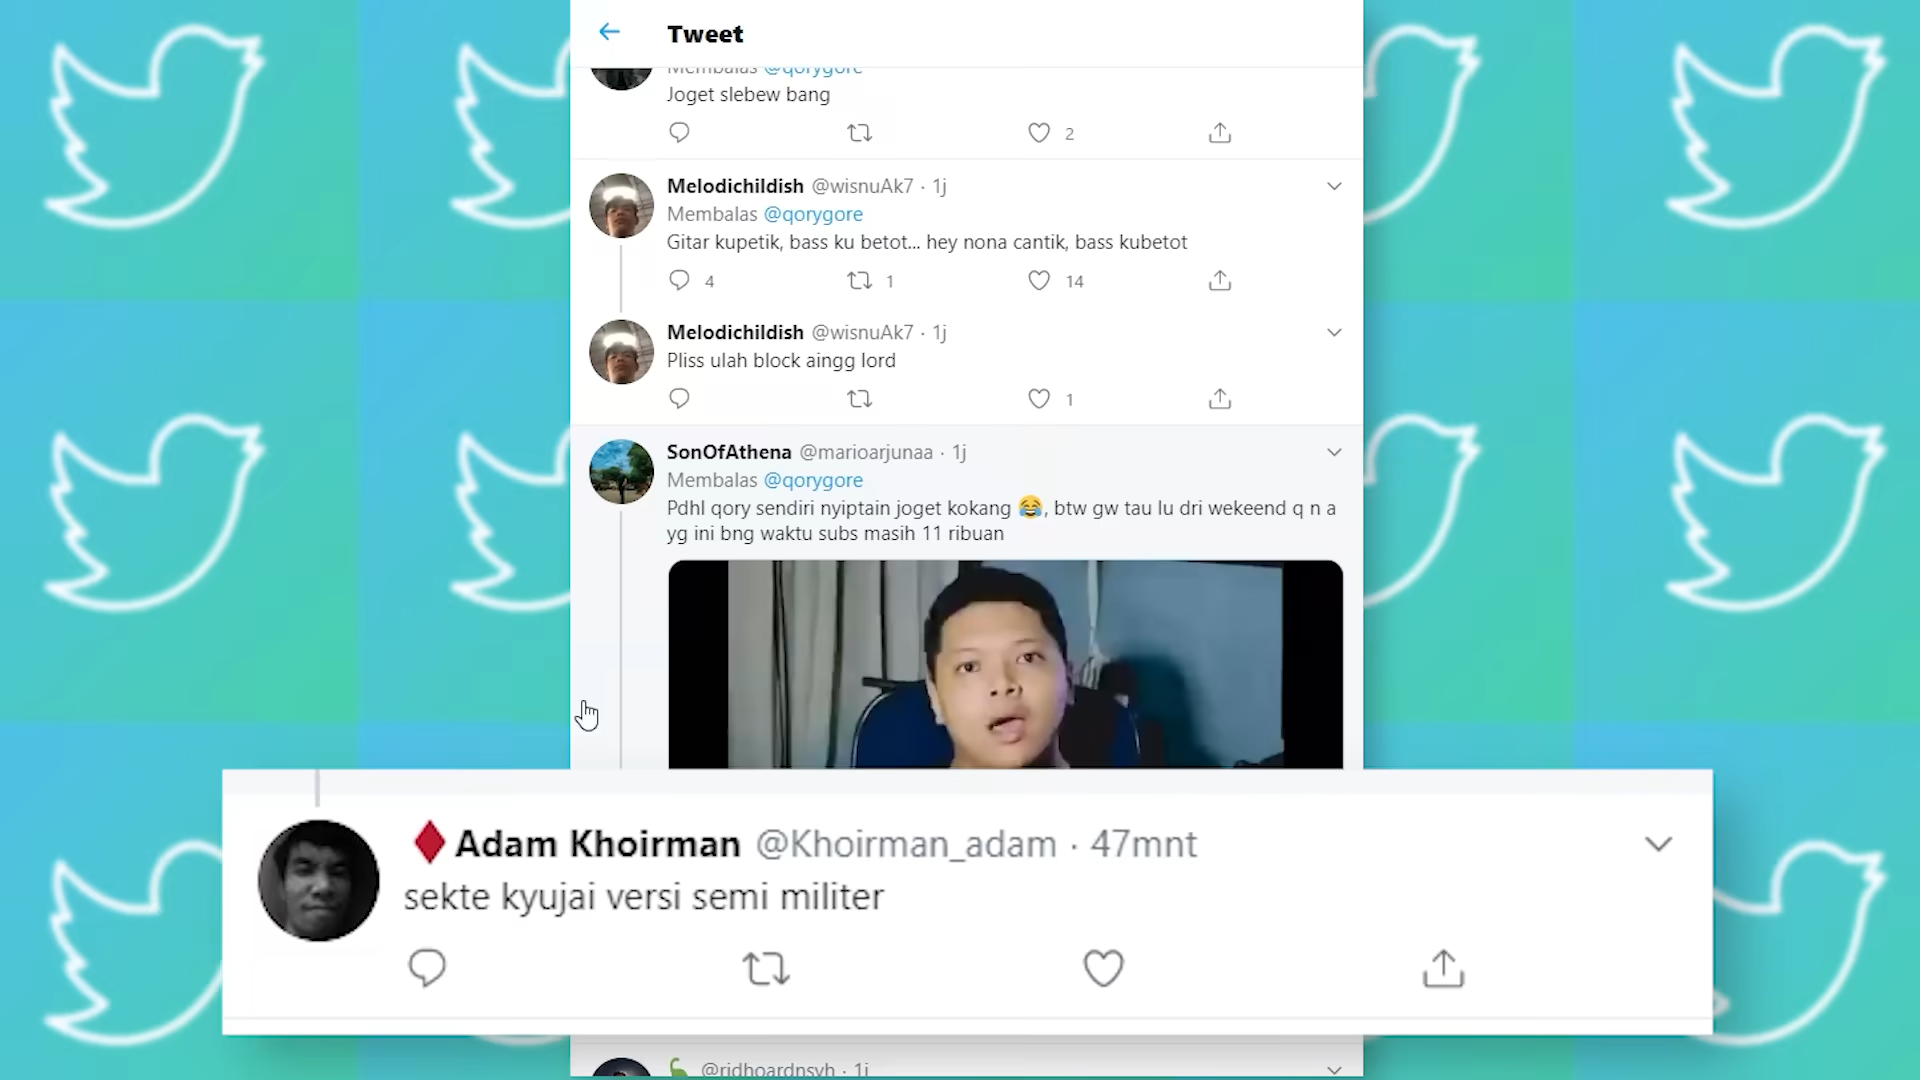 Tweet
Membalas @qorygore
Joget slebew bang
2
Melodichildish @wisnuAk7 · 1j
Membalas @qorygore
Gitar kupetik, bass ku betot... hey nona cantik, bass kubetot
4 1 14
Melodichildish @wisnuAk7 · 1j
Pliss ulah block aingg lord
1
SonOfAthena @marioarjunaa · 1j
Membalas @qorygore
Pdhl qory sendiri nyiptain joget kokang 😂, btw gw tau lu dri wekeend q n a
yg ini bng waktu subs masih 11 ribuan
♦️Adam Khoirman @Khoirman_adam · 47mnt
sekte kyujai versi semi militer
@ridhoardnsyh · 1j